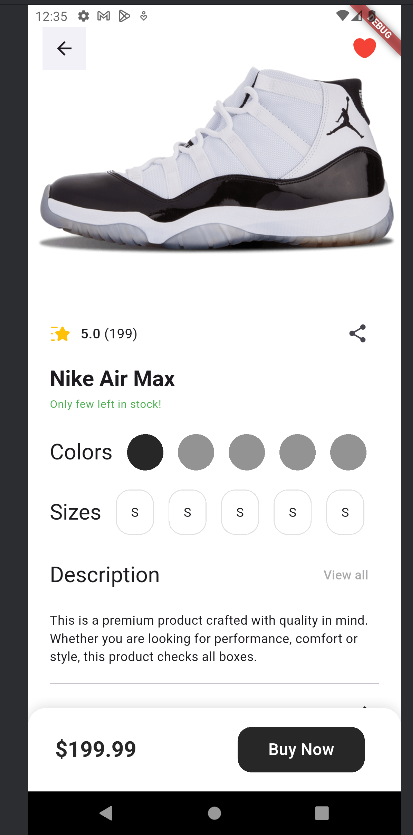 12:35
DEBUG
5.0 (199)
Nike Air Max
Only few left in stock!
Colors
Sizes S S S S S
Description View all
This is a premium product crafted with quality in mind.
Whether you are looking for performance, comfort or
style, this product checks all boxes.
$199.99 Buy Now